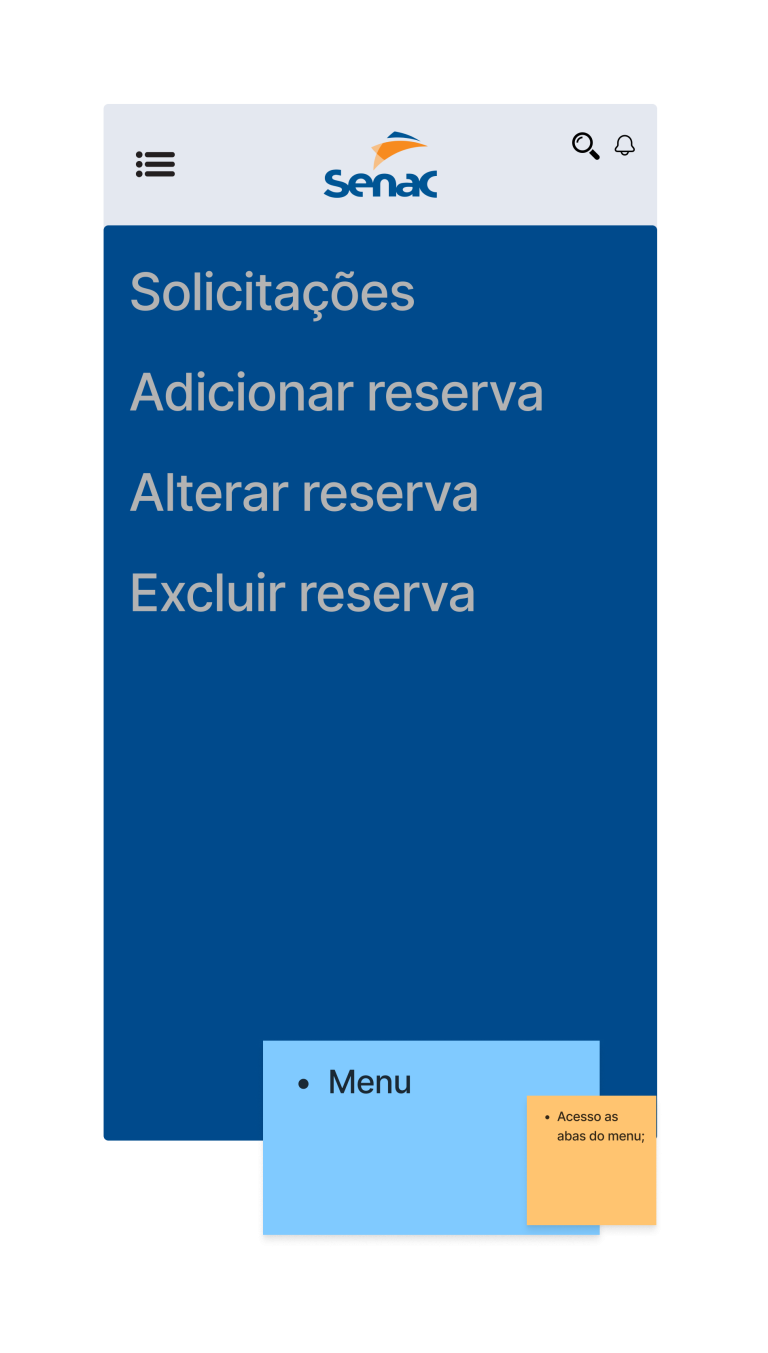 Senac
Solicitações
Adicionar reserva
Alterar reserva
Excluir reserva
• Menu
• Acesso as
abas do menu;